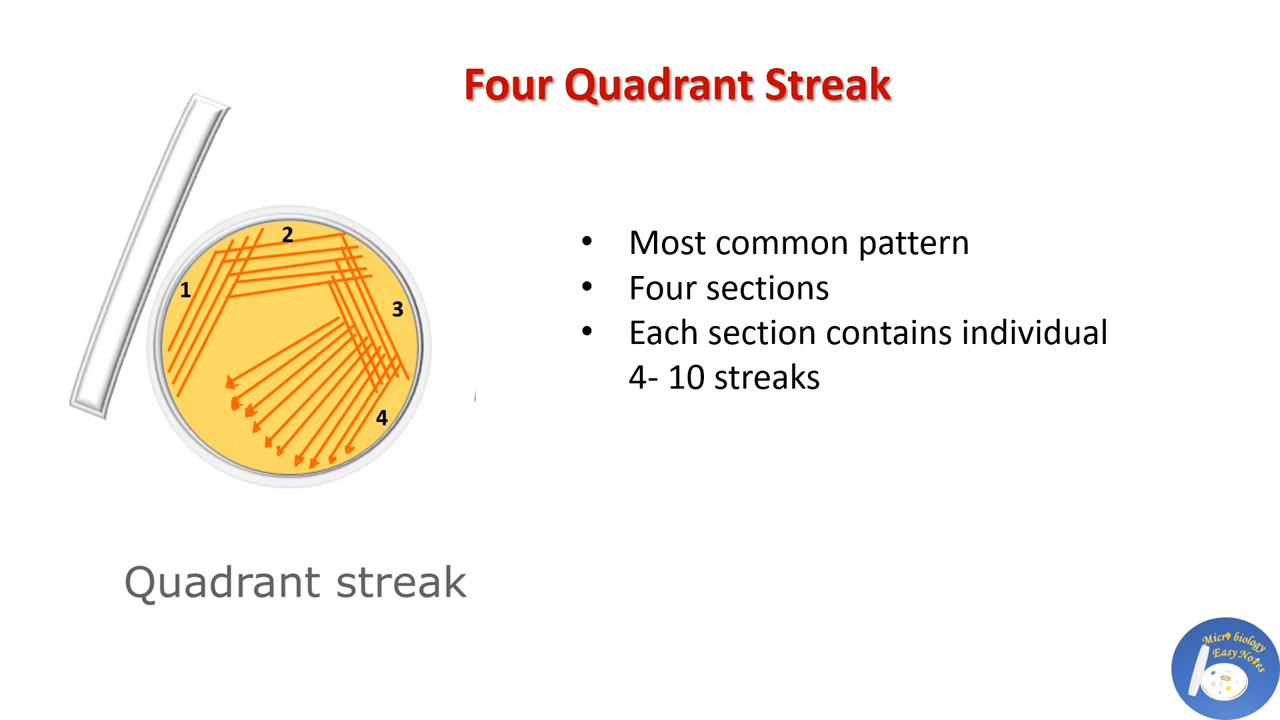 Four Quadrant Streak
2
1
3
4
• Most common pattern
• Four sections
• Each section contains individual
4- 10 streaks
Quadrant streak
Micro biology
Easy Notes